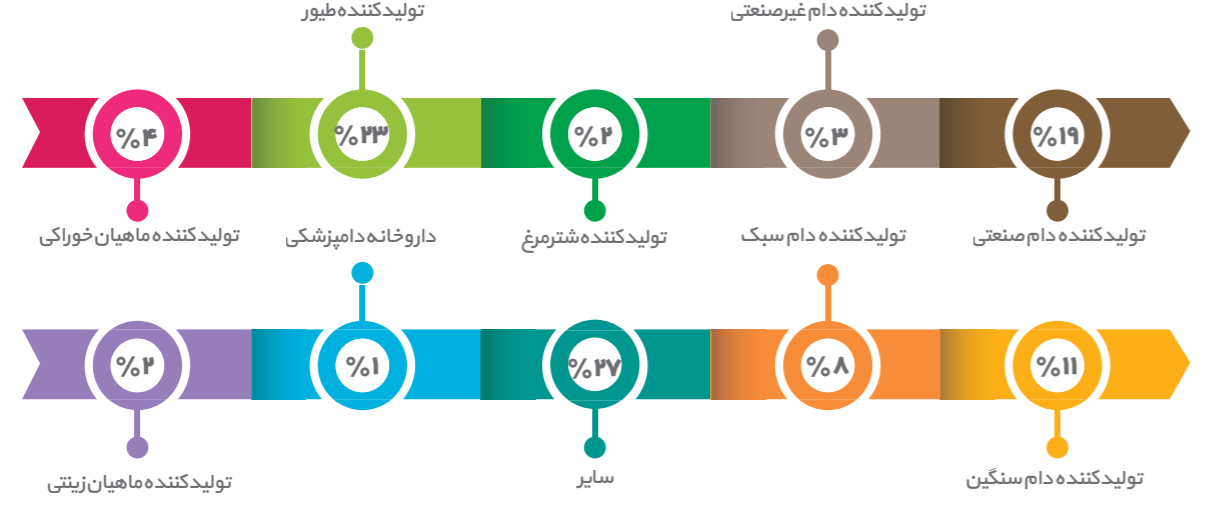 تولیدکننده دام غیرصنعتی
تولیدکننده طیور
%۱۹
%۳
%۲
%۲۳
%۴
تولیدکننده دام صنعتی
تولیدکننده دام سبک
تولیدکننده شترمرغ
داروخانه دامپزشکی
تولیدکننده ماهیان خوراکی
%۱۱
%۸
%۲۷
%۱
%۲
تولیدکننده دام سنگین
سایر
تولیدکننده ماهیان زینتی